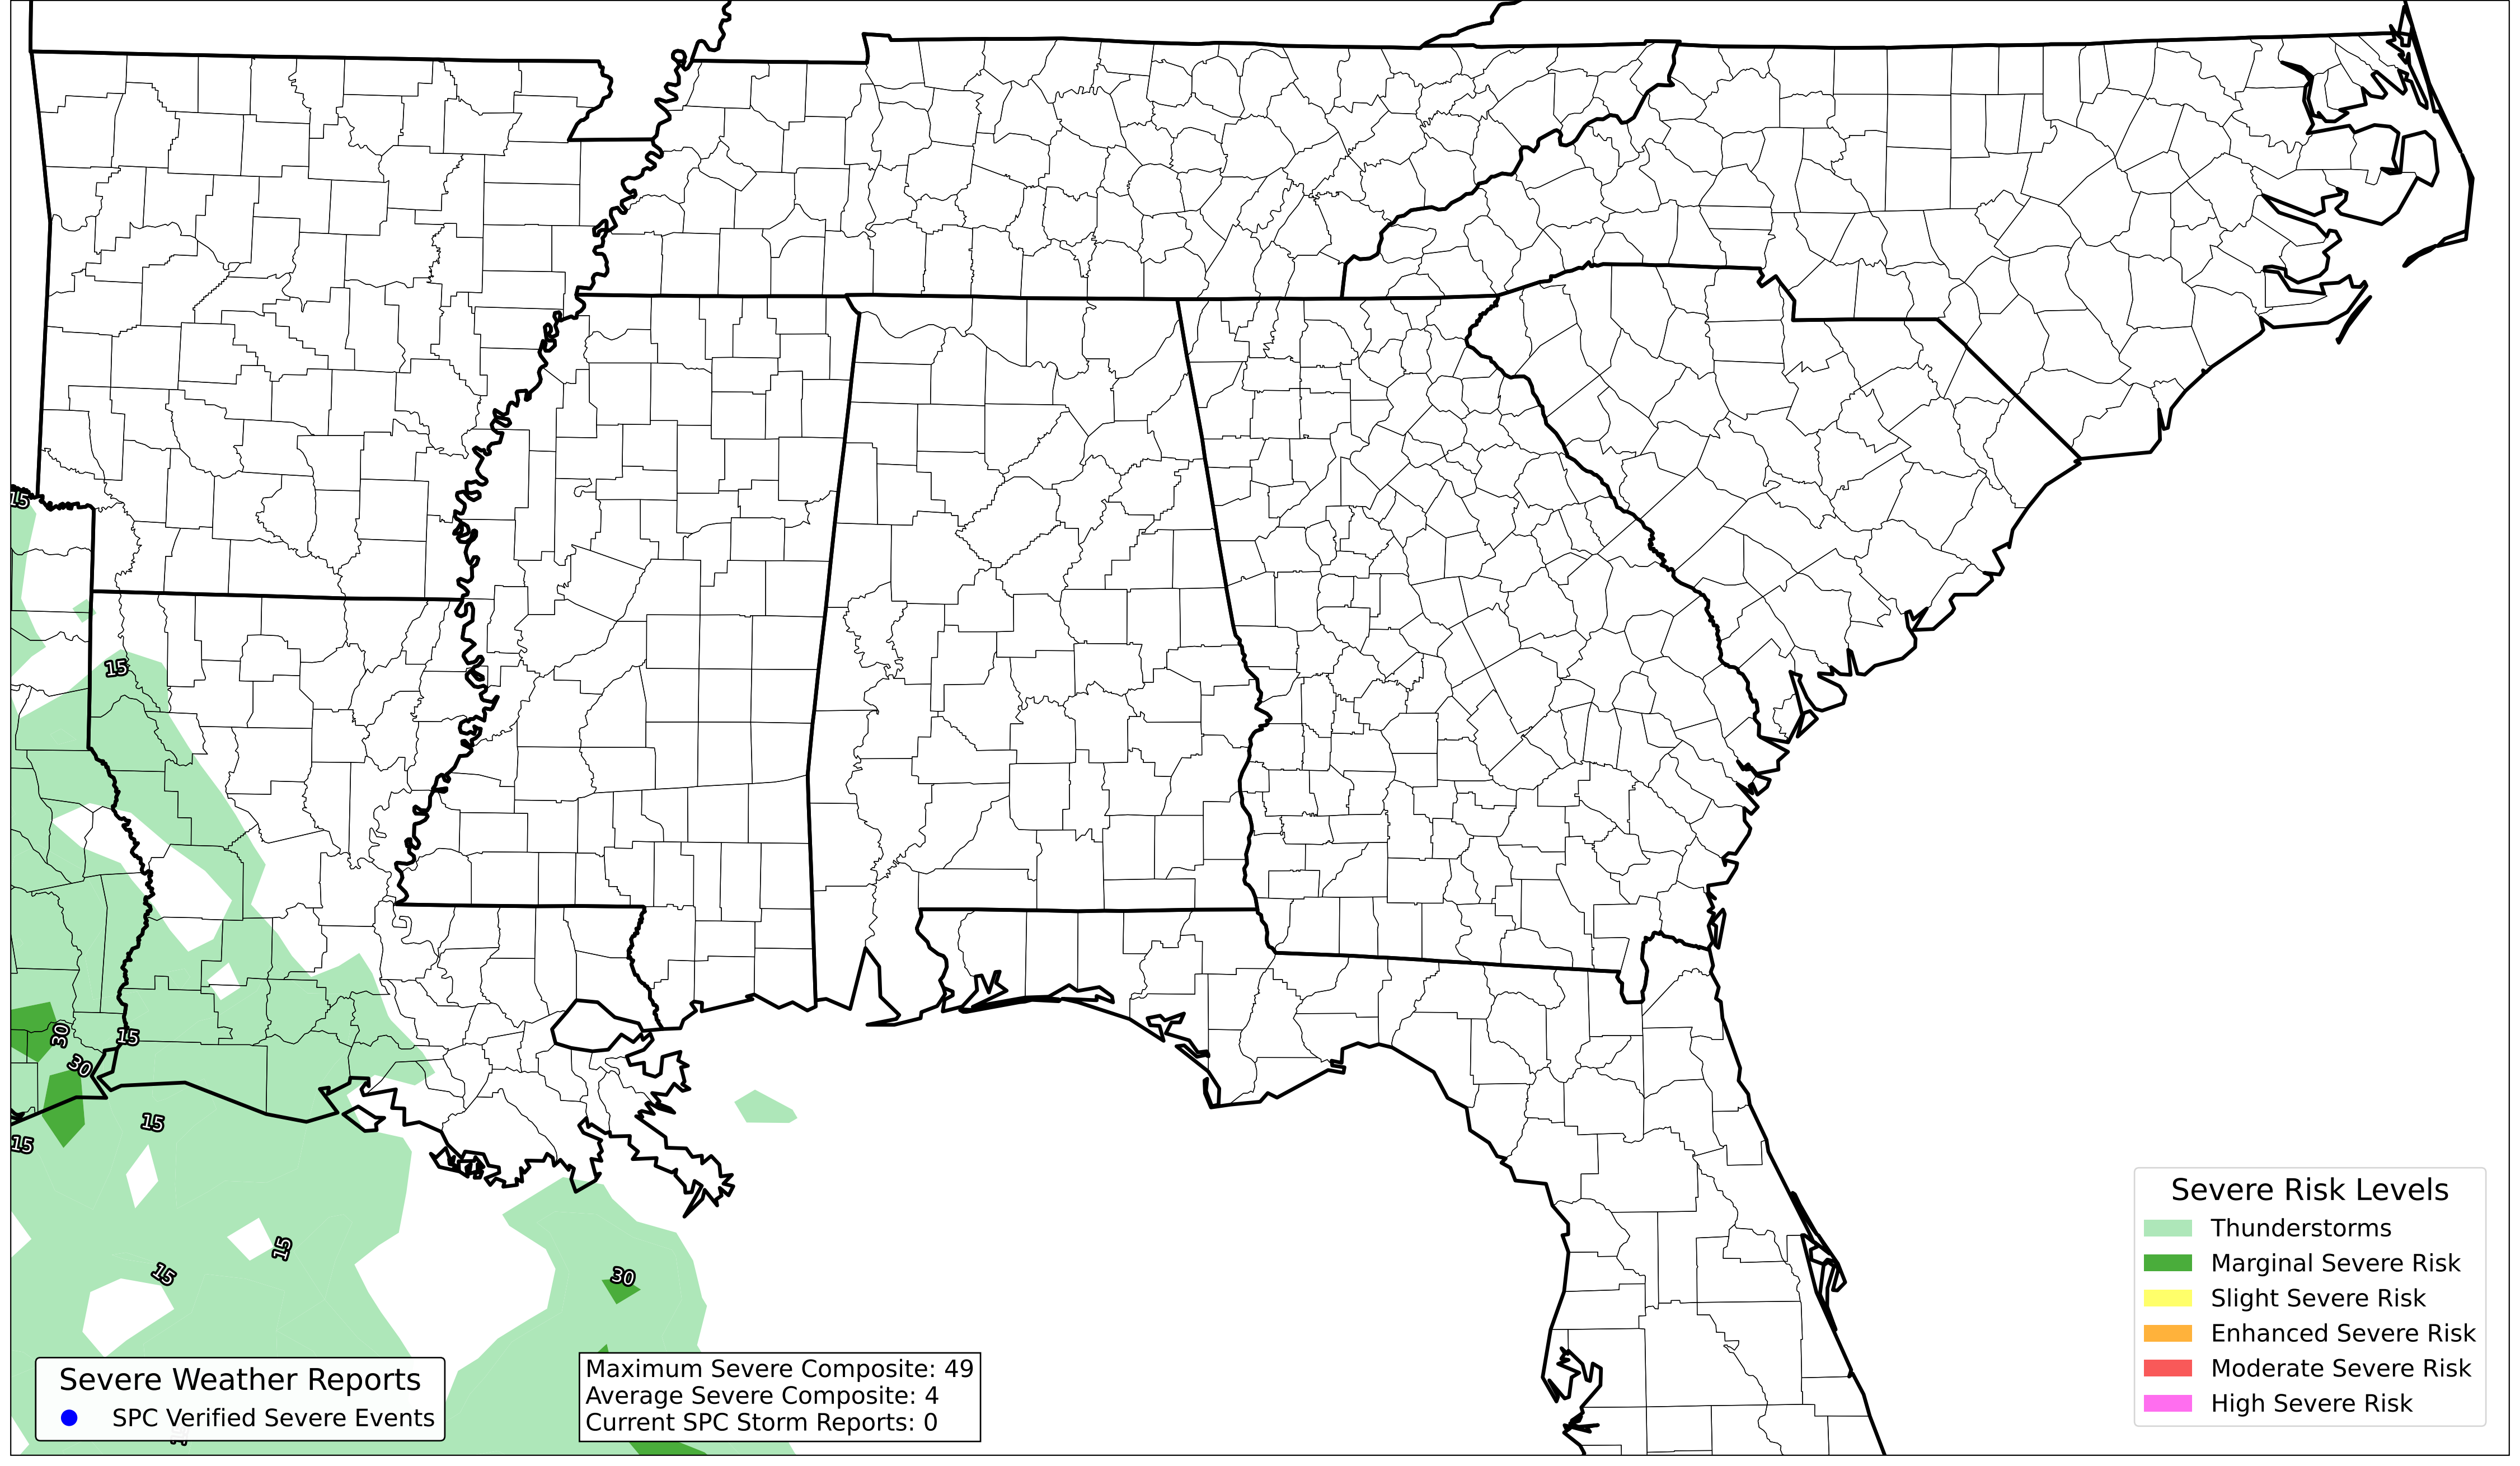 15
15
30
15
30
15
15
15
15
30
Severe Risk Levels
Thunderstorms
Marginal Severe Risk
Slight Severe Risk
Enhanced Severe Risk
Moderate Severe Risk
High Severe Risk
Severe Weather Reports
SPC Verified Severe Events
Maximum Severe Composite: 49
Average Severe Composite: 4
Current SPC Storm Reports: 0